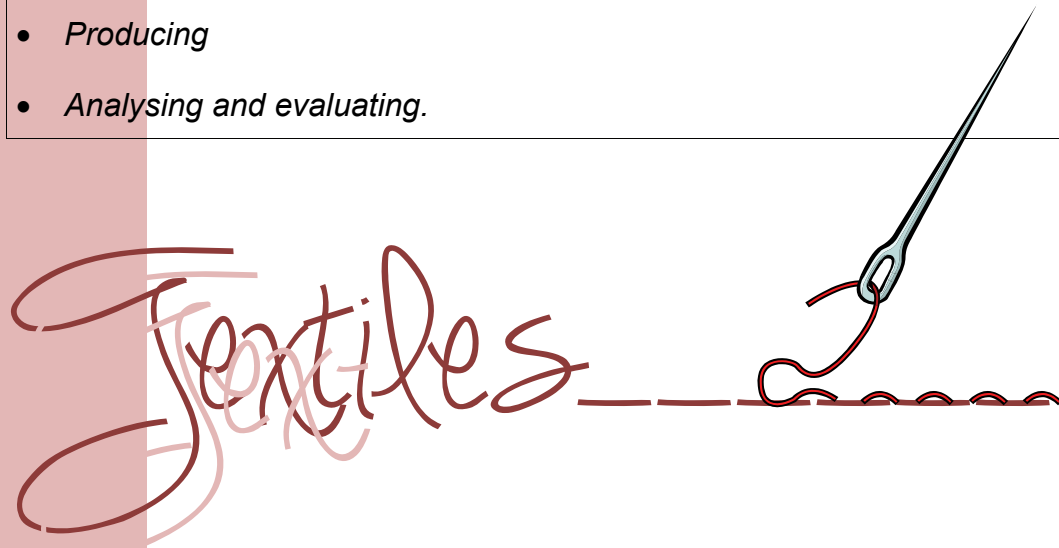 • Producing
• Analysing and evaluating.
Textiles